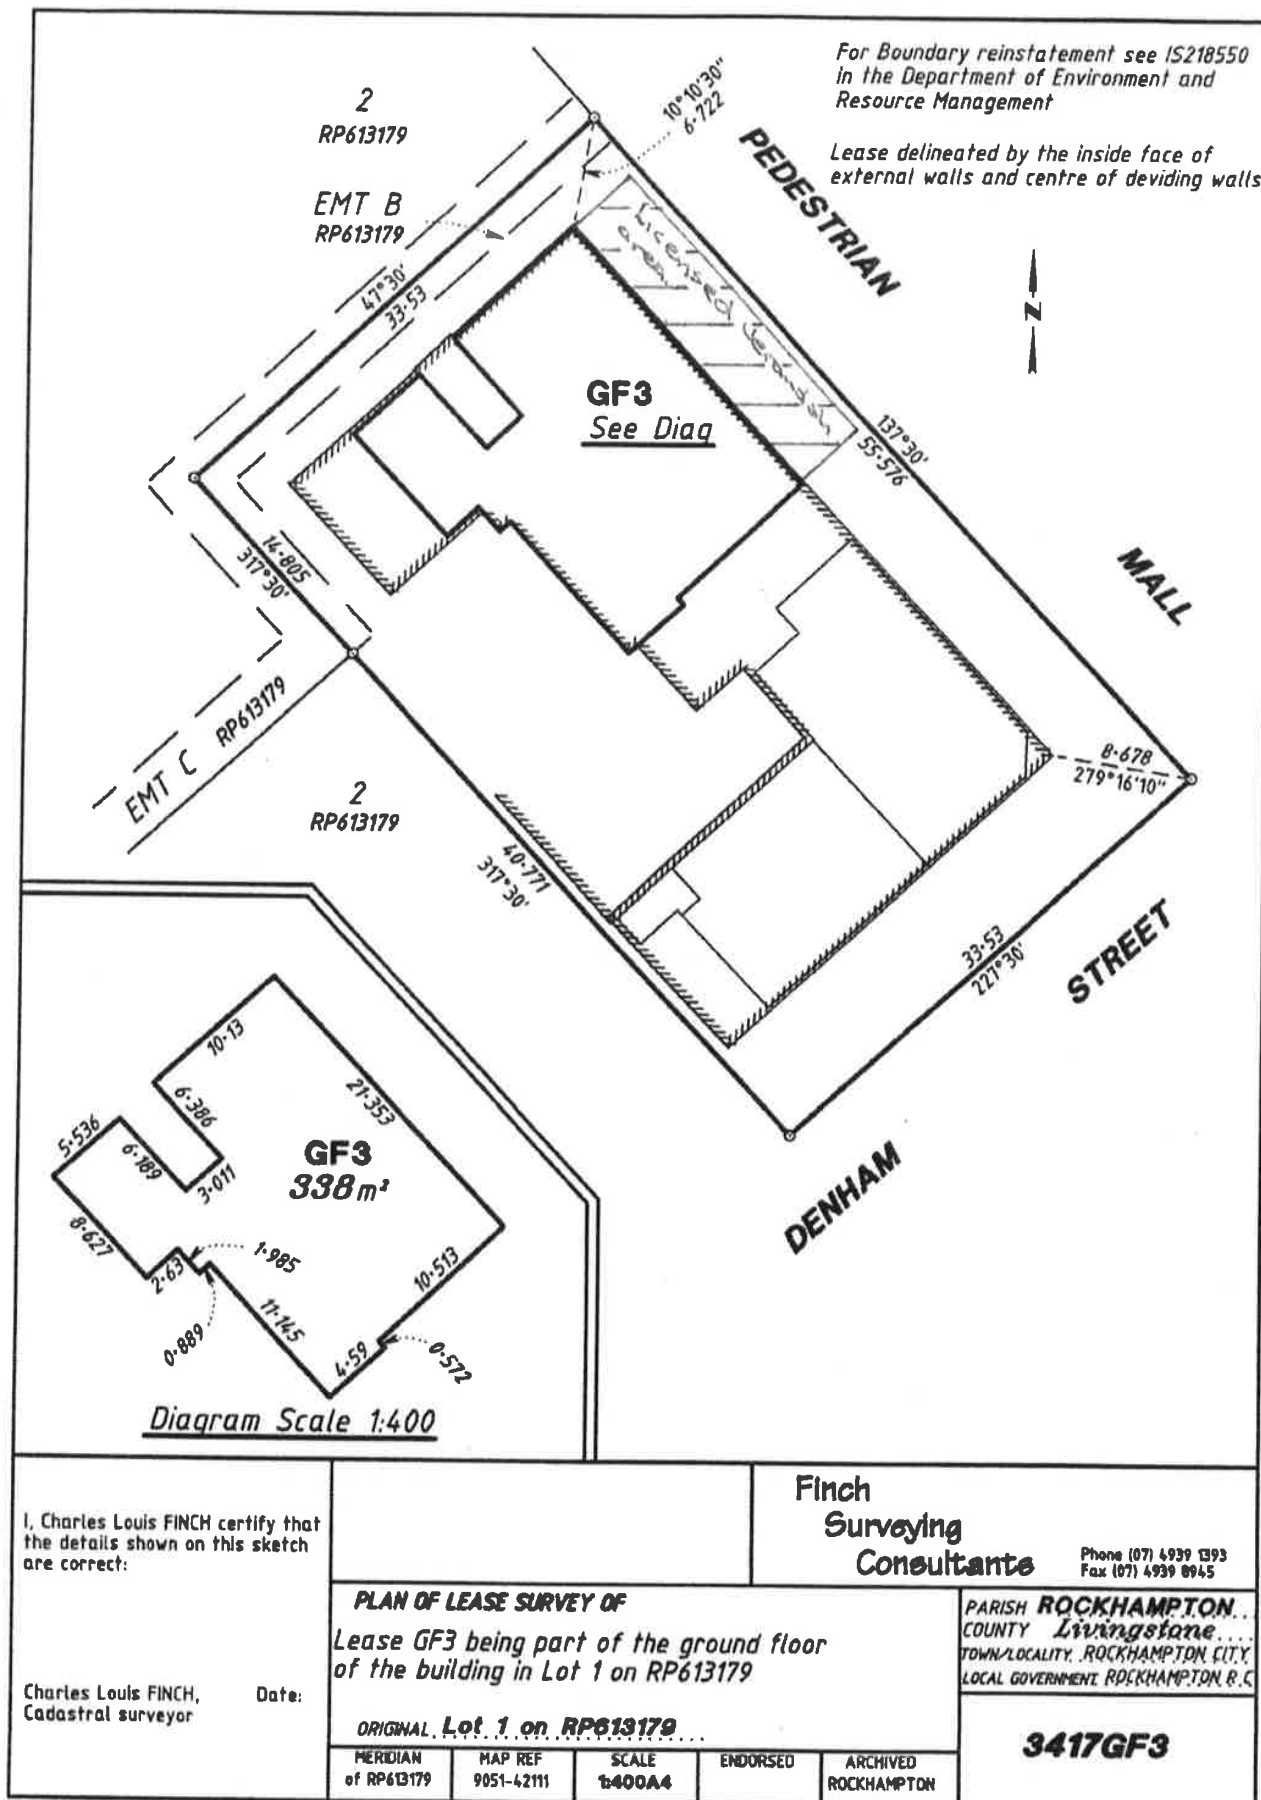 For Boundary reinstatement see IS218550
in the Department of Environment and
Resource Management
Lease delineated by the inside face of
external walls and centre of deviding walls
2
RP613179
EMT B
RP613179
10°10'30"
6·722
PEDESTRIAN
MALL
N
47°30'
33·53
Licensed Verandah
area
GF3
See Diag
137°30'
55·576
14·805
317°30'
EMT C RP613179
2
RP613179
8·678
279°16'10"
40·771
317°30'
33·53
227°30'
DENHAM
STREET
10·13
21·353
6·386
5·536
6·189
3·011
GF3
338m²
8·627
2·63
1·985
0·889
11·145
10·513
4·59
0·572
Diagram Scale 1:400
I, Charles Louis FINCH certify that
the details shown on this sketch
are correct:
Charles Louis FINCH, Date:
Cadastral surveyor
Finch
Surveying
Consultants
Phone (07) 4939 1393
Fax (07) 4939 8945
PLAN OF LEASE SURVEY OF
Lease GF3 being part of the ground floor
of the building in Lot 1 on RP613179
ORIGINAL Lot 1 on RP613179
PARISH ROCKHAMPTON
COUNTY Livingstone
TOWN/LOCALITY ROCKHAMPTON CITY
LOCAL GOVERNMENT ROCKHAMPTON R.C
MERIDIAN
of RP613179
MAP REF
9051-42111
SCALE
1:400A4
ENDORSED
ARCHIVED
ROCKHAMPTON
3417GF3